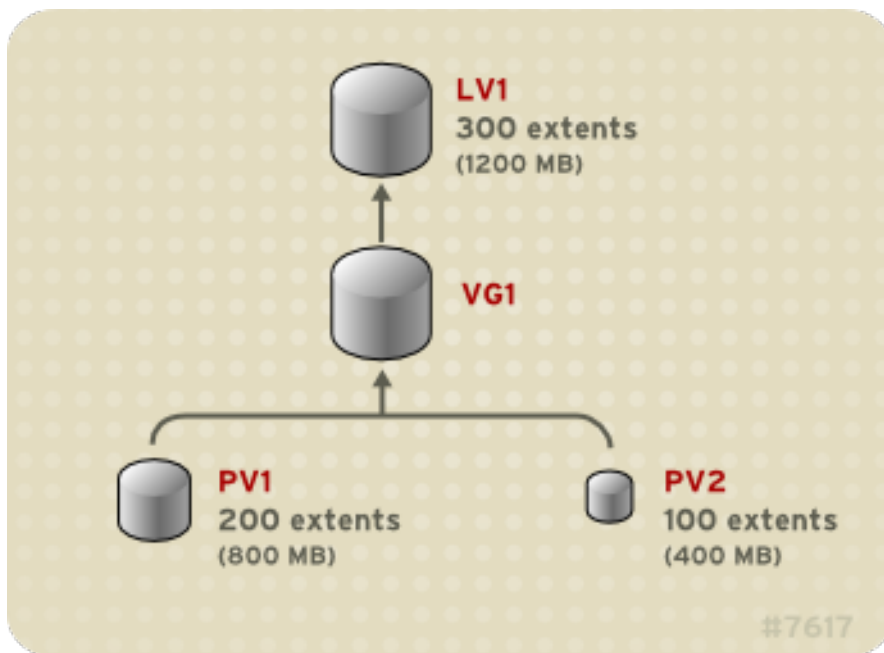 LV1
300 extents
(1200 MB)
VG1
PV1
200 extents
(800 MB)
PV2
100 extents
(400 MB)
#7617